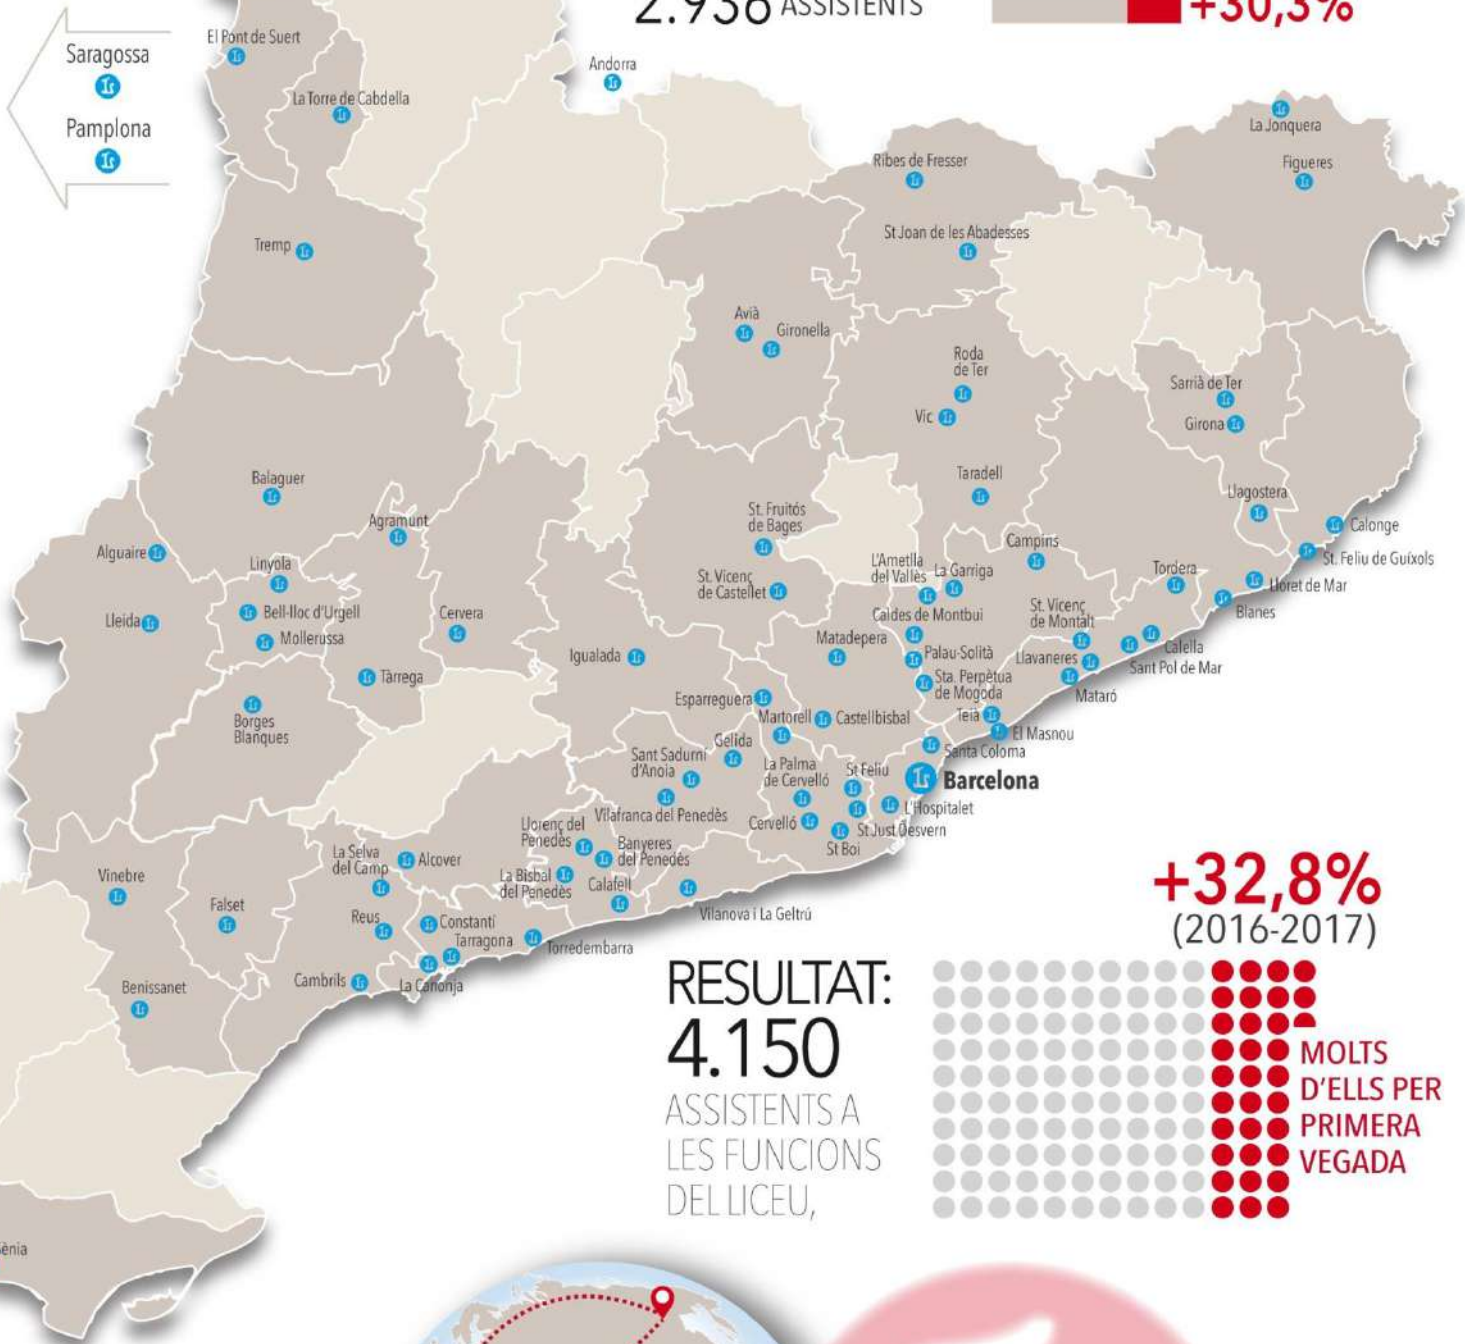 2.936 ASSISTENTS
+30,3%
Saragossa
Pamplona
El Pont de Suert
La Torre de Cabdella
Andorra
La Jonquera
Figueres
Ribes de Fresser
St Joan de les Abadesses
Tremp
Avià
Gironella
Roda
de Ter
Vic
Sarrià de Ter
Girona
Balaguer
Agramunt
Taradell
Llagostera
Calonge
St. Feliu de Guíxols
Lloret de Mar
Blanes
Tordera
Alguaire
Linyola
Lleida
Bell-lloc d'Urgell
Mollerussa
Cervera
Tàrrega
Borges
Blanques
St. Fruitós
de Bages
St. Vicenç
de Castellet
L'Ametlla
del Vallès
La Garriga
Campins
Caldes de Montbui
St. Vicenç
de Montalt
Calella
Sant Pol de Mar
Llavaneres
Mataró
Igualada
Matadepera
Palau-Solità
Sta. Perpètua
de Mogoda
Teià
El Masnou
Esparreguera
Martorell
Castellbisbal
Santa Coloma
Barcelona
Gelida
Sant Sadurní
d'Anoia
La Palma
de Cervelló
St Feliu
L'Hospitalet
Vilafranca del Penedès
Cervelló
St Just Desvern
St Boi
Llorenç del
Penedès
Banyeres
del Penedès
La Bisbal
del Penedès
Calafell
Vilanova i La Geltrú
La Selva
del Camp
Alcover
Vinebre
Falset
Reus
Constantí
Tarragona
Torredembarra
Benissanet
Cambrils
La Canonja
ènia
+32,8%
(2016-2017)
RESULTAT:
4.150
ASSISTENTS A
LES FUNCIONS
DEL LICEU,
MOLTS
D'ELLS PER
PRIMERA
VEGADA